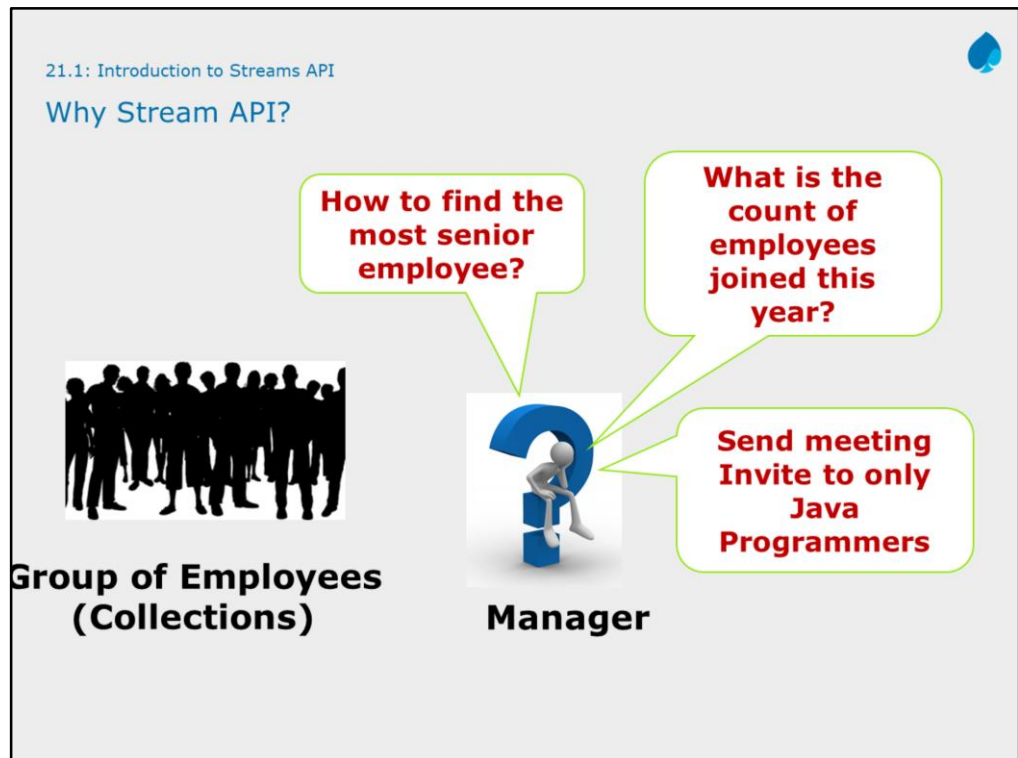 21.1: Introduction to Streams API
Why Stream API?
How to find the
most senior
employee?
What is the
count of
employees
joined this
year?
Send meeting
Invite to only
Java
Programmers
Group of Employees
(Collections)
Manager